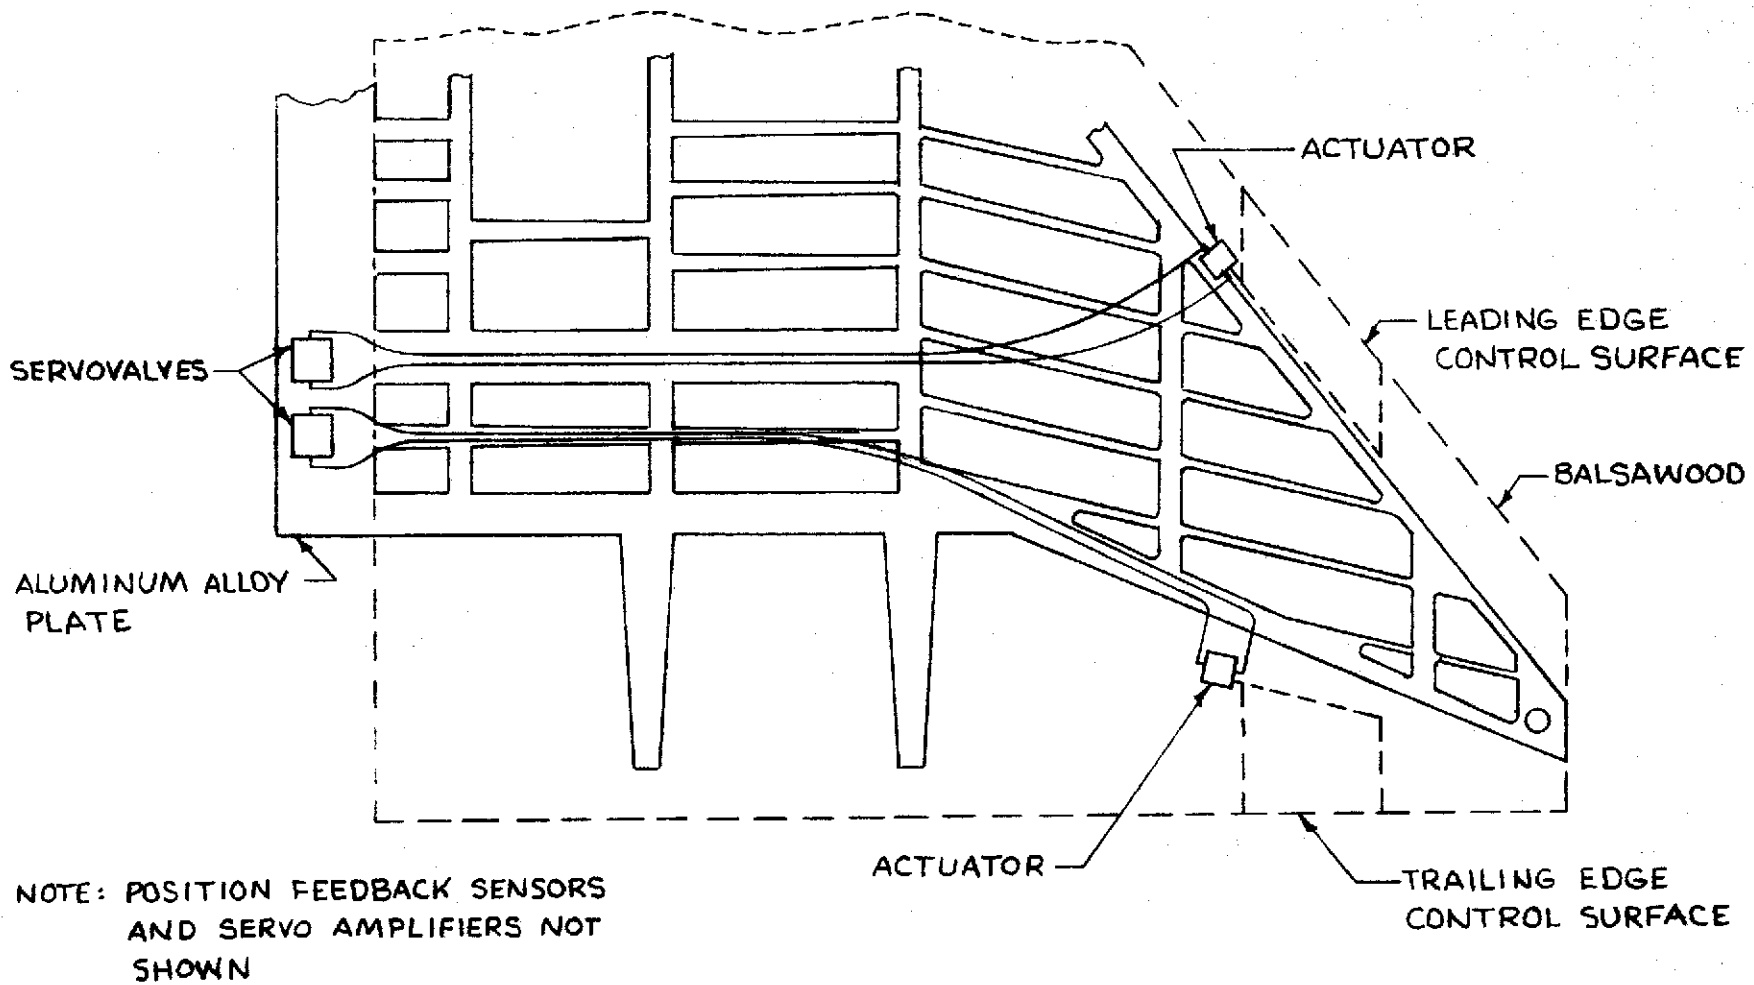 ACTUATOR
LEADING EDGE
CONTROL SURFACE
SERVOVALVES
BALSAWOOD
ALUMINUM ALLOY
PLATE
ACTUATOR
TRAILING EDGE
CONTROL SURFACE
NOTE: POSITION FEEDBACK SENSORS
AND SERVO AMPLIFIERS NOT
SHOWN